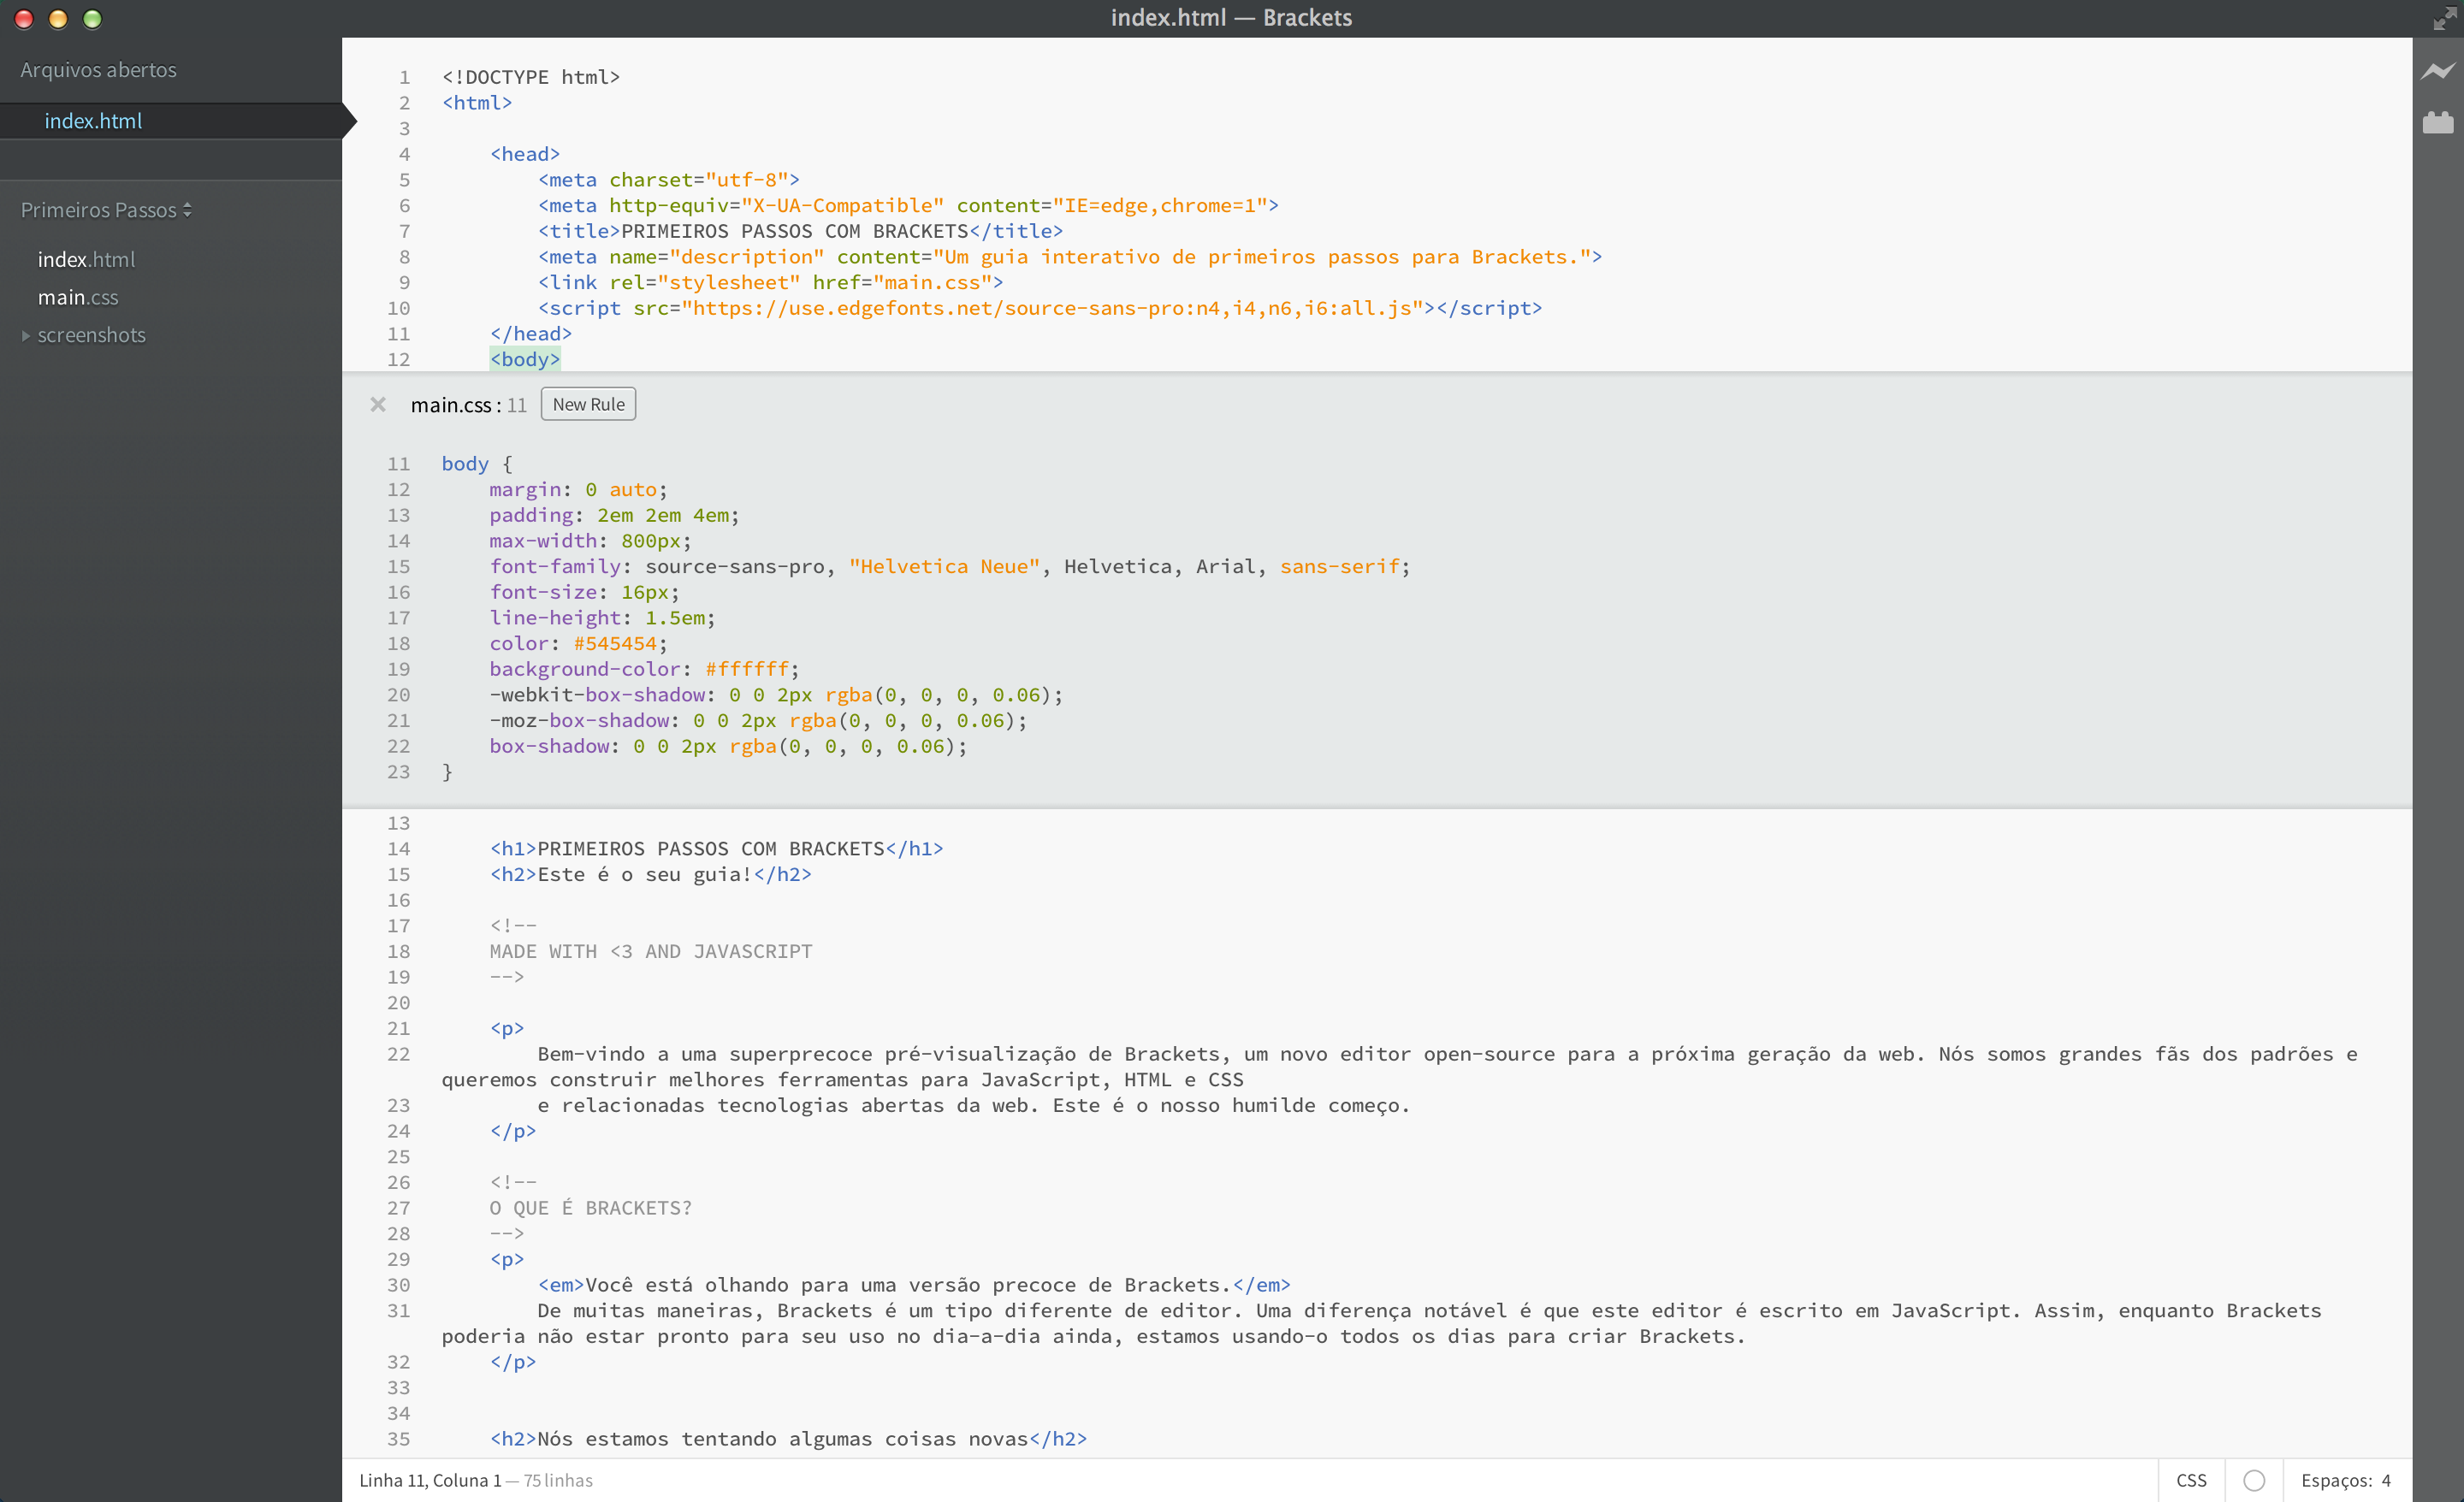 index.html — Brackets
Arquivos abertos
index.html
Primeiros Passos
index.html
main.css
screenshots
1 <!DOCTYPE html>
2 <html>
3
4 <head>
5 <meta charset="utf-8">
6 <meta http-equiv="X-UA-Compatible" content="IE=edge,chrome=1">
7 <title>PRIMEIROS PASSOS COM BRACKETS</title>
8 <meta name="description" content="Um guia interativo de primeiros passos para Brackets.">
9 <link rel="stylesheet" href="main.css">
10 <script src="https://use.edgefonts.net/source-sans-pro:n4,i4,n6,i6:all.js"></script>
11 </head>
12 <body>
× main.css : 11 New Rule
11 body {
12 margin: 0 auto;
13 padding: 2em 2em 4em;
14 max-width: 800px;
15 font-family: source-sans-pro, "Helvetica Neue", Helvetica, Arial, sans-serif;
16 font-size: 16px;
17 line-height: 1.5em;
18 color: #545454;
19 background-color: #ffffff;
20 -webkit-box-shadow: 0 0 2px rgba(0, 0, 0, 0.06);
21 -moz-box-shadow: 0 0 2px rgba(0, 0, 0, 0.06);
22 box-shadow: 0 0 2px rgba(0, 0, 0, 0.06);
23 }
13
14 <h1>PRIMEIROS PASSOS COM BRACKETS</h1>
15 <h2>Este é o seu guia!</h2>
16
17 <!--
18 MADE WITH <3 AND JAVASCRIPT
19 -->
20
21 <p>
22 Bem-vindo a uma superprecoce pré-visualização de Brackets, um novo editor open-source para a próxima geração da web. Nós somos grandes fãs dos padrões e
queremos construir melhores ferramentas para JavaScript, HTML e CSS
23 e relacionadas tecnologias abertas da web. Este é o nosso humilde começo.
24 </p>
25
26 <!--
27 O QUE É BRACKETS?
28 -->
29 <p>
30 <em>Você está olhando para uma versão precoce de Brackets.</em>
31 De muitas maneiras, Brackets é um tipo diferente de editor. Uma diferença notável é que este editor é escrito em JavaScript. Assim, enquanto Brackets
poderia não estar pronto para seu uso no dia-a-dia ainda, estamos usando-o todos os dias para criar Brackets.
32 </p>
33
34
35 <h2>Nós estamos tentando algumas coisas novas</h2>
Linha 11, Coluna 1 — 75 linhas
CSS
Espaços: 4